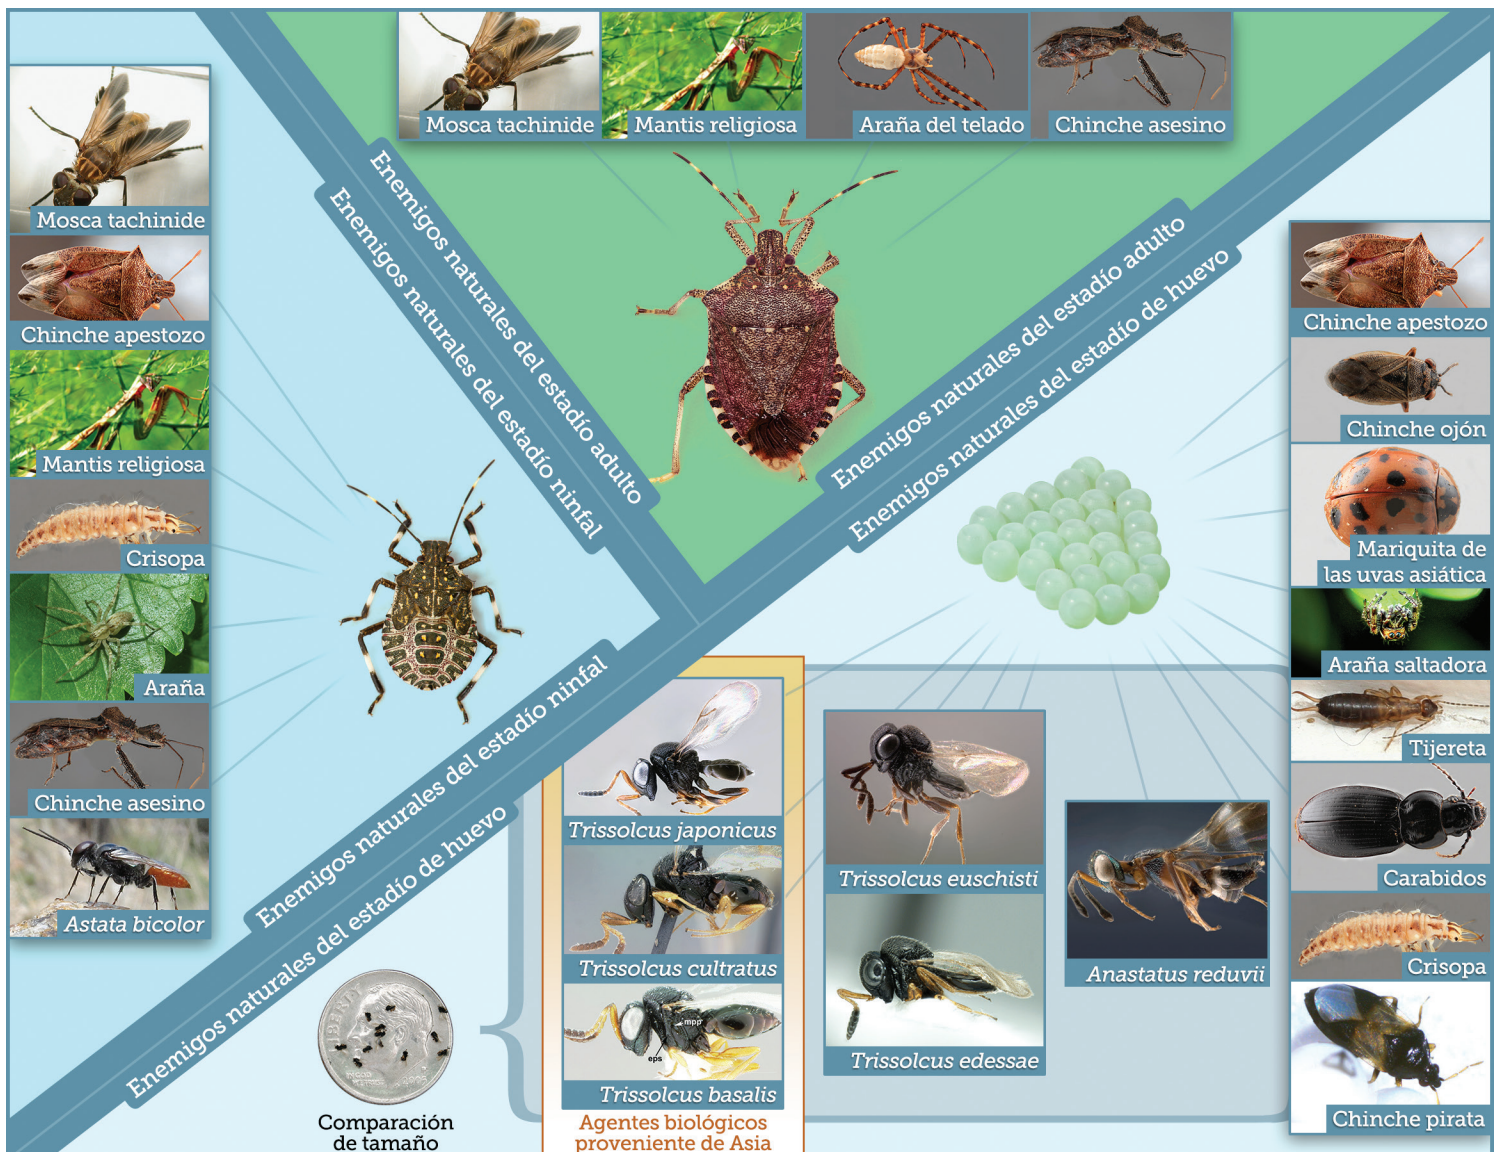 Mosca tachinide
Mantis religiosa
Araña del telado
Chinche asesino
Enemigos naturales del estadío adulto
Enemigos naturales del estadío ninfal
Enemigos naturales del estadío adulto
Enemigos naturales del estadío de huevo
Mosca tachinide
Chinche apestozo
Mantis religiosa
Crisopa
Araña
Chinche asesino
Astata bicolor
Enemigos naturales del estadío ninfal
Enemigos naturales del estadío de huevo
Chinche apestozo
Chinche ojón
Mariquita de
las uvas asiática
Araña saltadora
Tijereta
Carabidos
Crisopa
Chinche pirata
Trissolcus japonicus
Trissolcus cultratus
mpp
eps
Trissolcus basalis
Agentes biológicos
proveniente de Asia
Trissolcus euschisti
Trissolcus edessae
Anastatus reduvii
Comparación
de tamaño